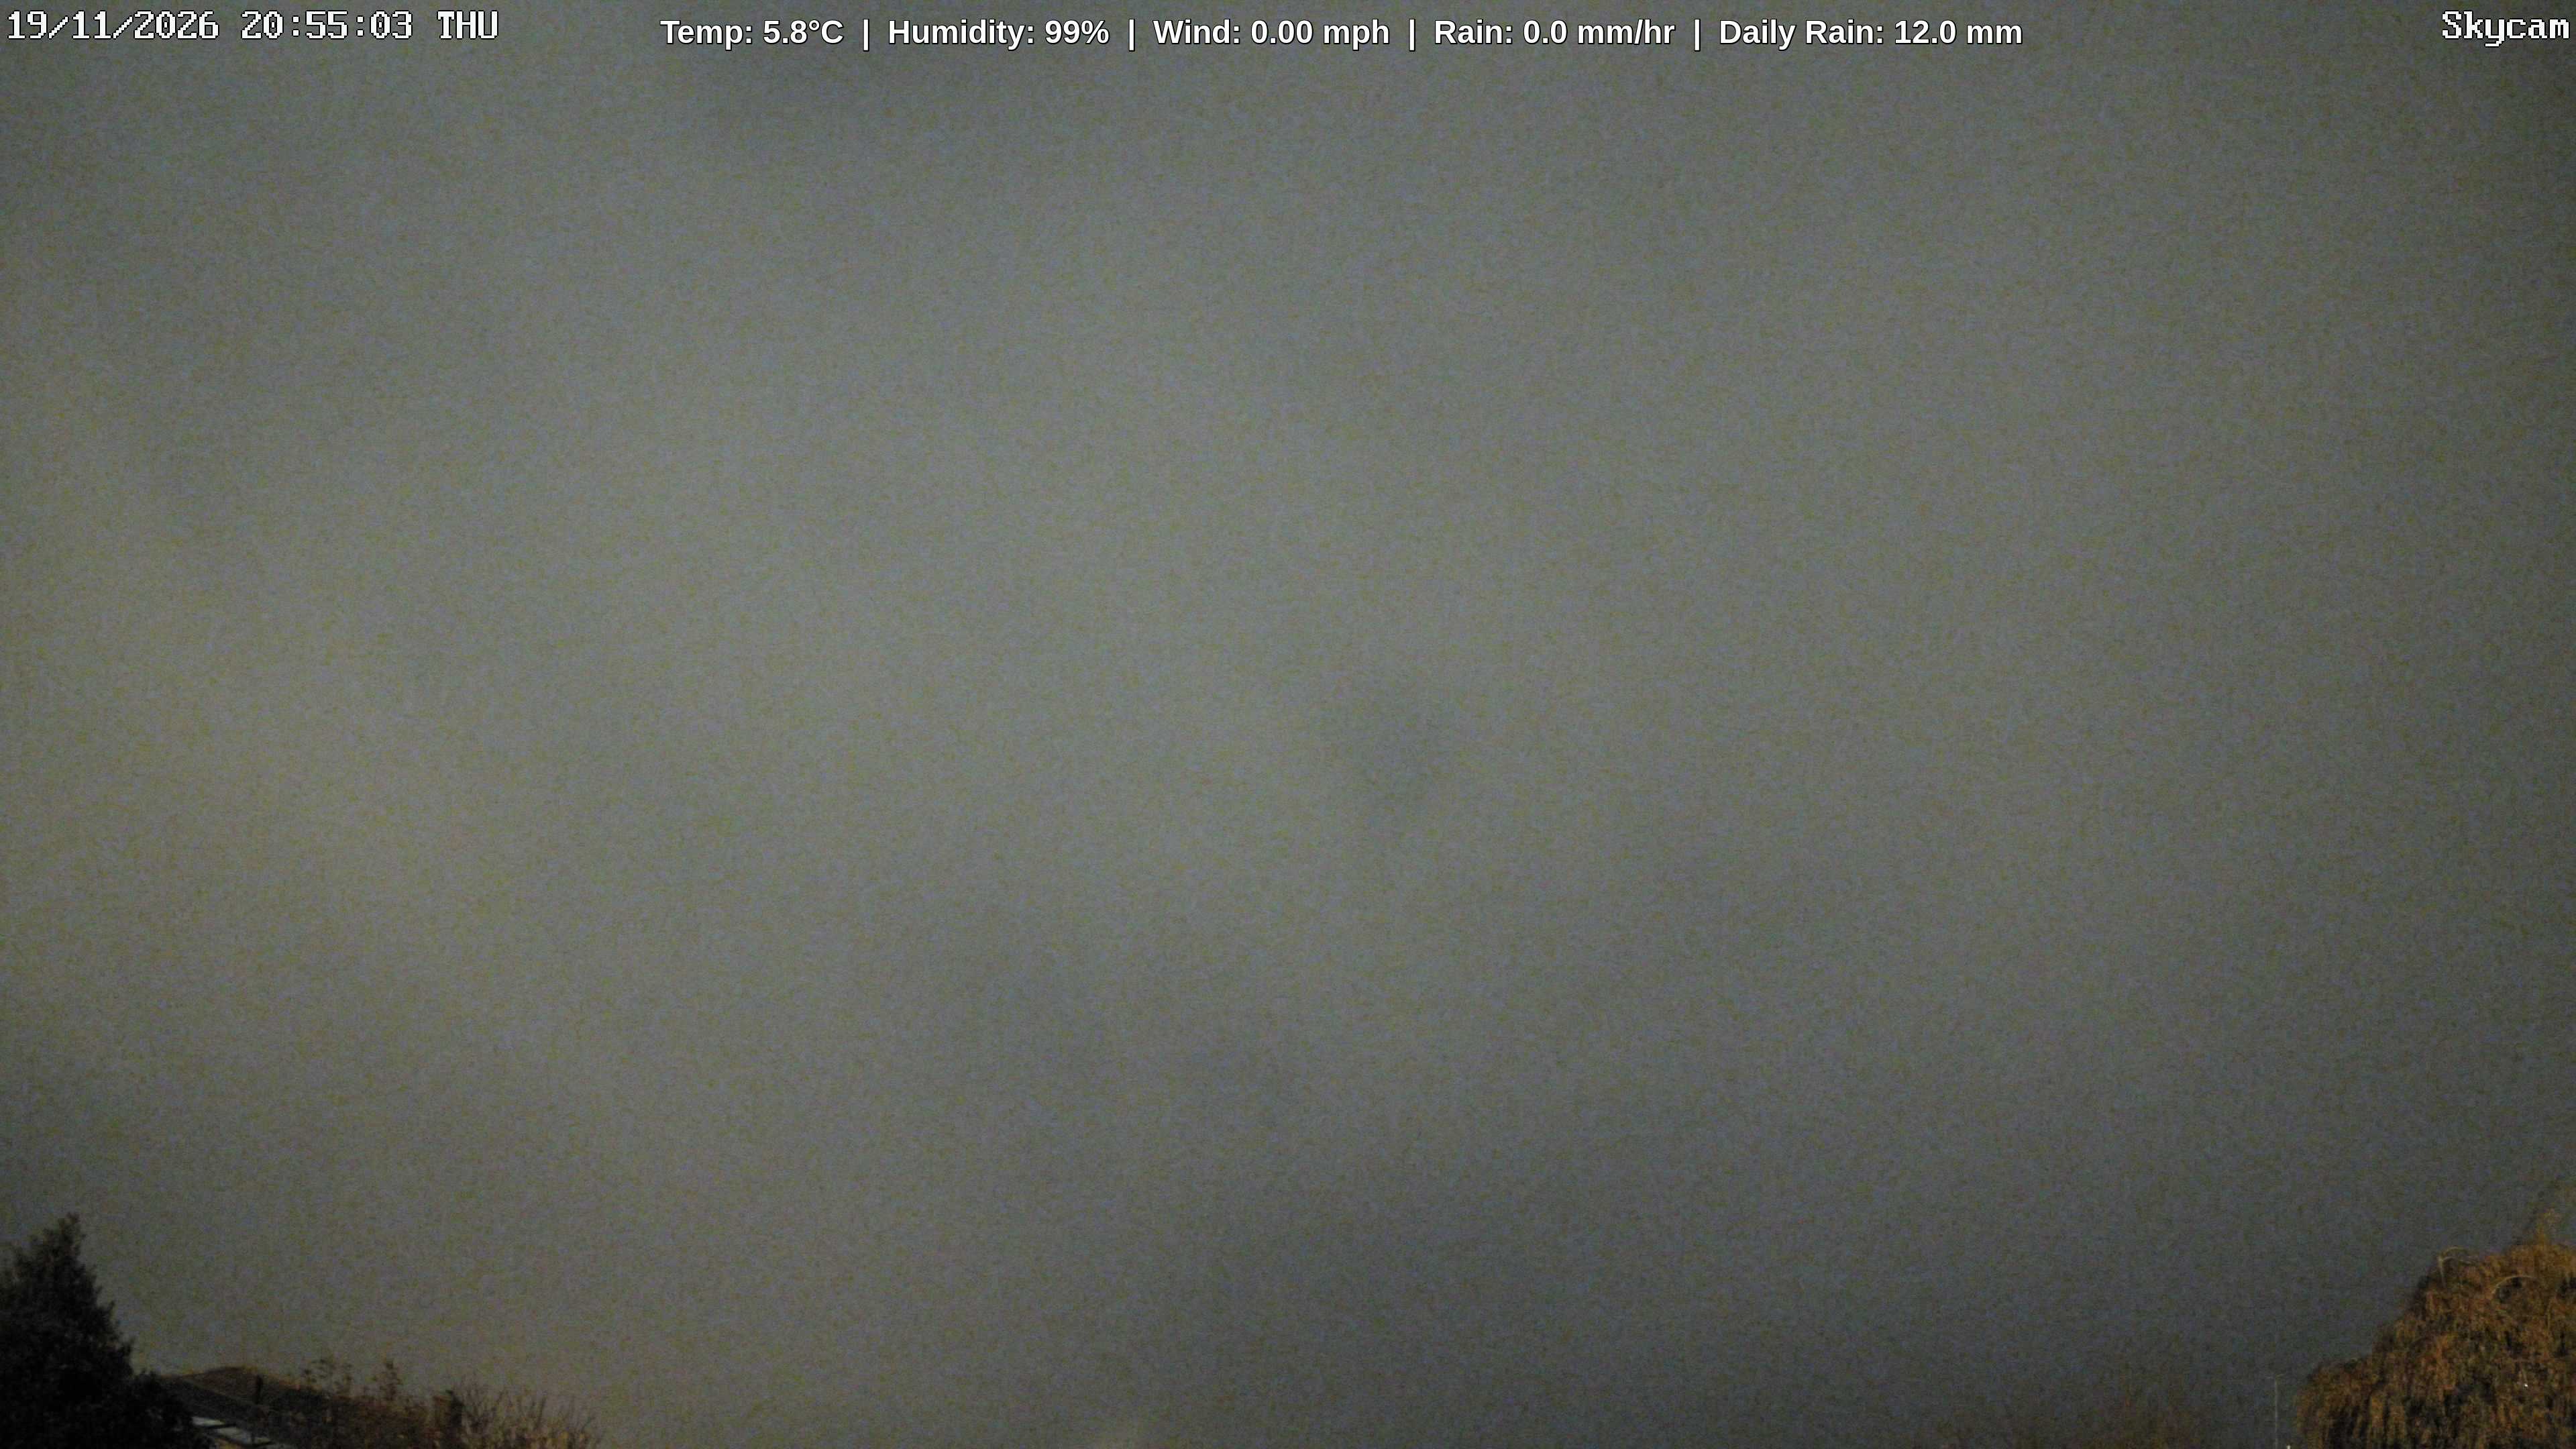 19/11/2026 20:55:03 THU
Temp: 5.8°C | Humidity: 99% | Wind: 0.00 mph | Rain: 0.0 mm/hr | Daily Rain: 12.0 mm
Skycam